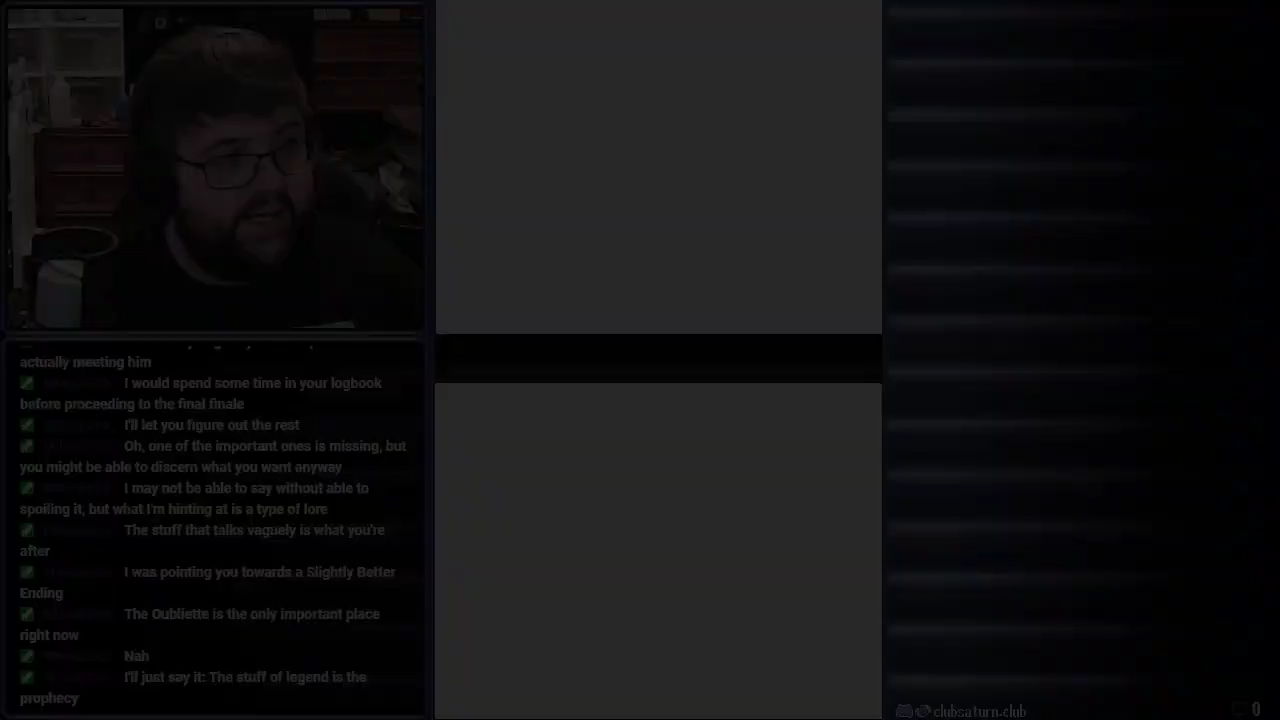 actually meeting him
I would spend some time in your logbook
before proceeding to the final finale
I'll let you figure out the rest
Oh, one of the important ones is missing, but
you might be able to discern what you want anyway
I may not be able to say without able to
spoiling it, but what I'm hinting at is a type of lore
The stuff that talks vaguely is what you're
after
I was pointing you towards a Slightly Better
Ending
The Oubliette is the only important place
right now
Nah
I'll just say it: The stuff of legend is the
prophecy
clubsaturn.club
0